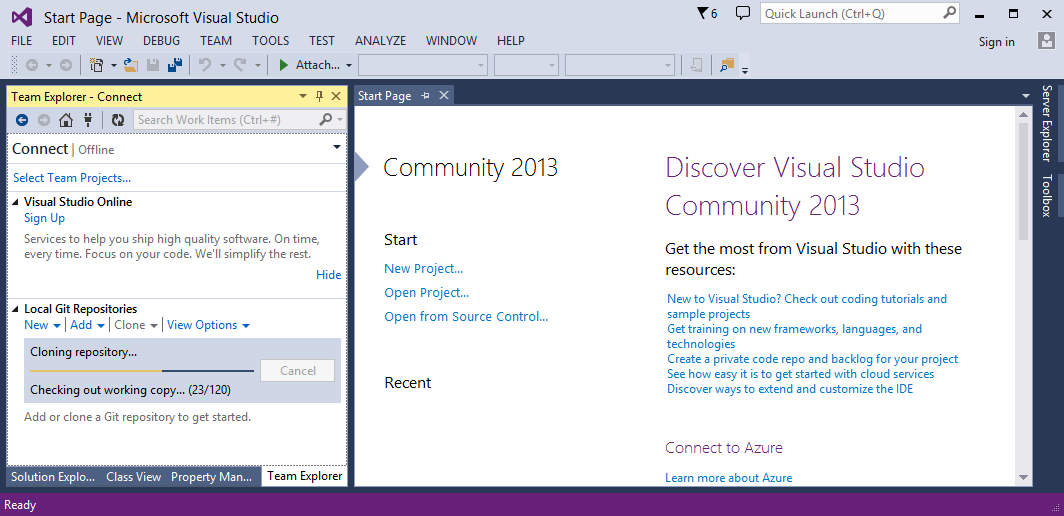 Start Page - Microsoft Visual Studio
6
Quick Launch (Ctrl+Q)
FILE EDIT VIEW DEBUG TEAM TOOLS TEST ANALYZE WINDOW HELP
Sign in
Attach...
Team Explorer - Connect
Search Work Items (Ctrl+#)
Connect | Offline
Select Team Projects...
Visual Studio Online
Sign Up
Services to help you ship high quality software. On time,
every time. Focus on your code. We'll simplify the rest.
Hide
Local Git Repositories
New | Add | Clone | View Options
Cloning repository...
Cancel
Checking out working copy... (23/120)
Add or clone a Git repository to get started.
Solution Explo... Class View Property Man... Team Explorer
Start Page
Community 2013
Start
New Project...
Open Project...
Open from Source Control...
Recent
Discover Visual Studio
Community 2013
Get the most from Visual Studio with these
resources:
New to Visual Studio? Check out coding tutorials and
sample projects
Get training on new frameworks, languages, and
technologies
Create a private code repo and backlog for your project
See how easy it is to get started with cloud services
Discover ways to extend and customize the IDE
Connect to Azure
Learn more about Azure
Server Explorer
Toolbox
Ready